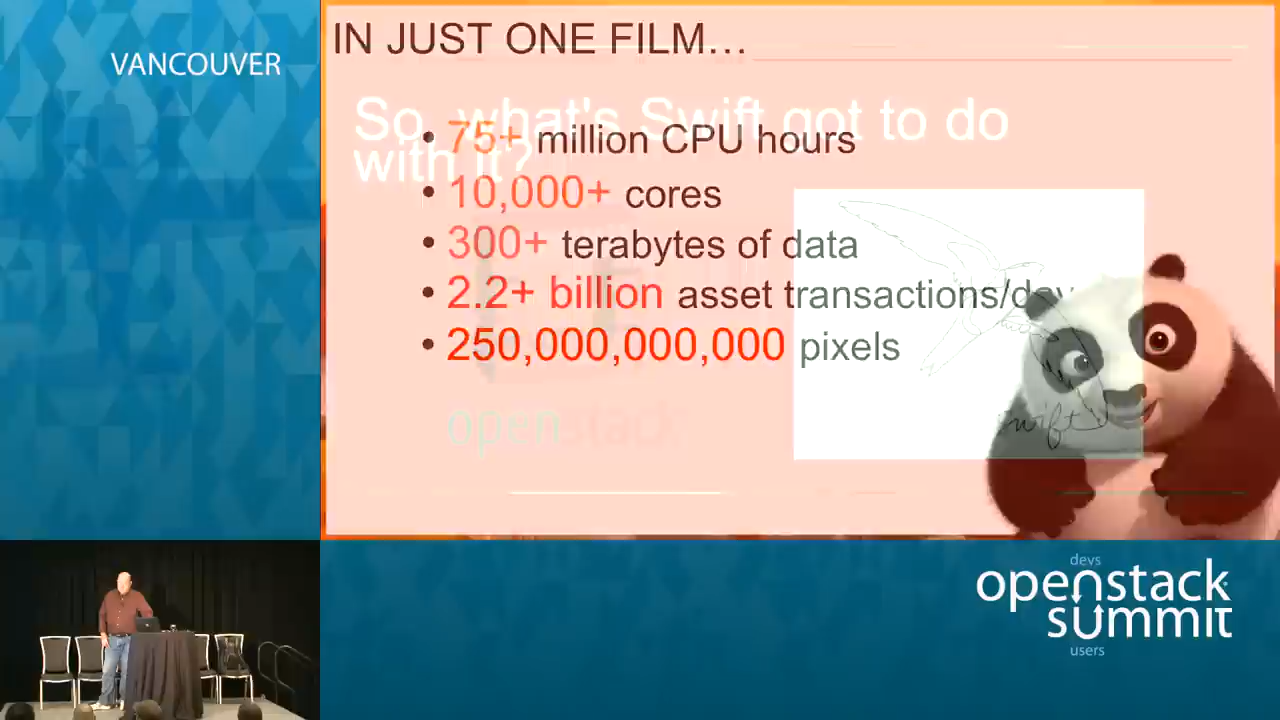 VANCOUVER
IN JUST ONE FILM…
So, what's Swift got to do
with it?
• 75+ million CPU hours
• 10,000+ cores
• 300+ terabytes of data
• 2.2+ billion asset transactions/day
• 250,000,000,000 pixels
swift
openstack
devs
openstack
summit
users